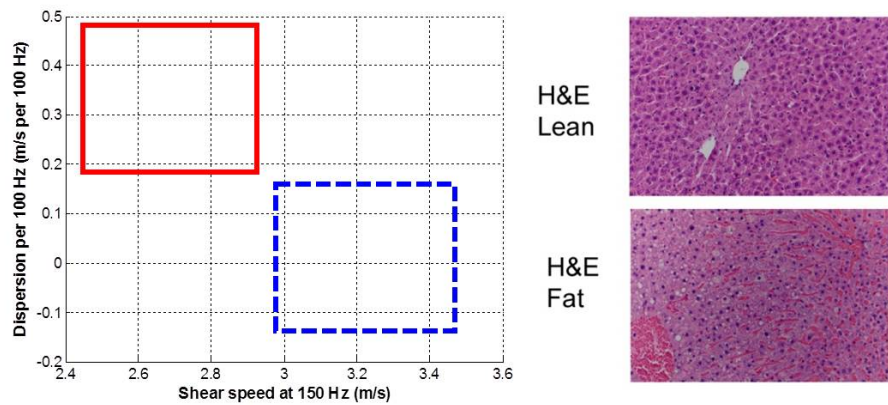 0.5
0.4
0.3
0.2
0.1
0
-0.1
-0.2
Dispersion per 100 Hz (m/s per 100 Hz)
2.4 2.6 2.8 3 3.2 3.4 3.6
Shear speed at 150 Hz (m/s)
H&E
Lean
H&E
Fat